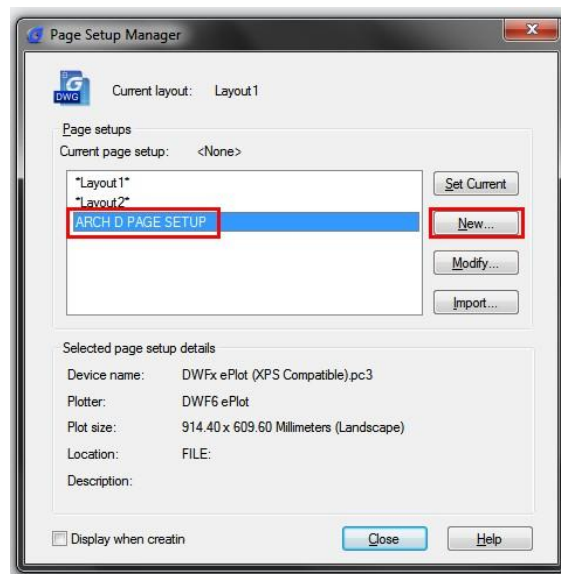 Page Setup Manager
DWG
Current layout: Layout1
Page setups
Current page setup: <None>
*Layout1*
*Layout2*
ARCH D PAGE SETUP
Set Current
New...
Modify...
Import...
Selected page setup details
Device name: DWFx ePlot (XPS Compatible).pc3
Plotter: DWF6 ePlot
Plot size: 914.40 x 609.60 Millimeters (Landscape)
Location: FILE:
Description:
Display when creatin
Close
Help